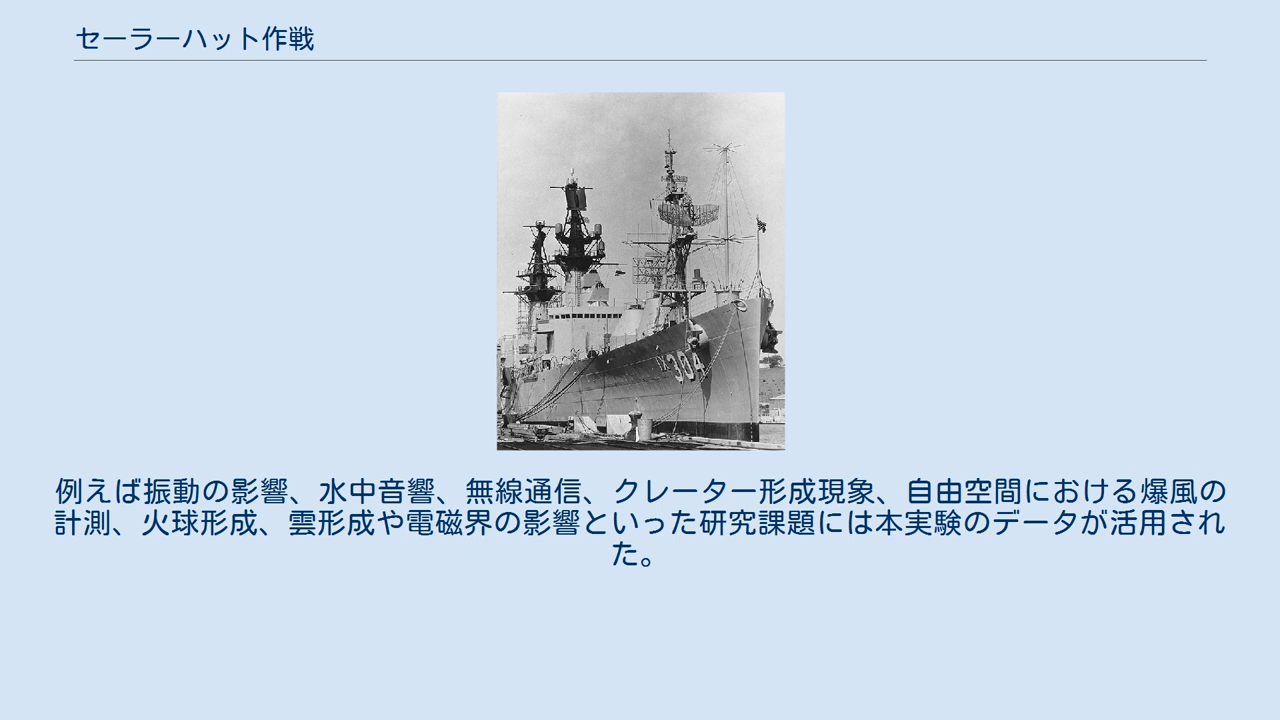 セーラーハット作戦
IX 304
例えば振動の影響、水中音響、無線通信、クレーター形成現象、自由空間における爆風の
計測、火球形成、雲形成や電磁界の影響といった研究課題には本実験のデータが活用され
た。